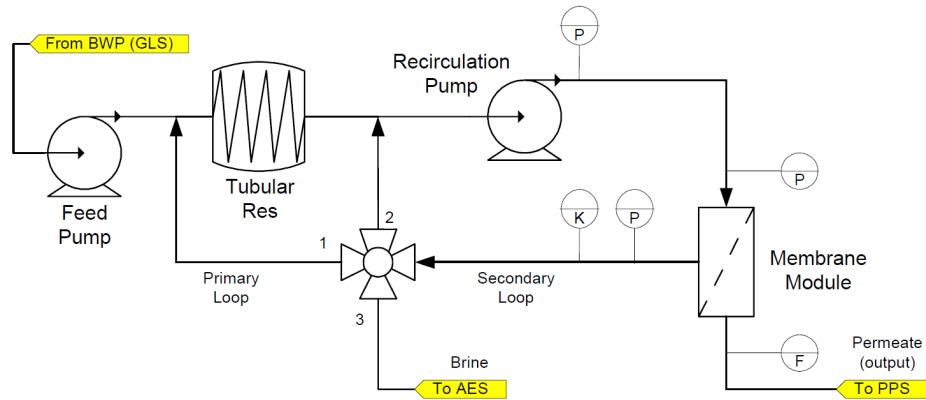 From BWP (GLS)
P
Recirculation
Pump
Feed
Pump
Tubular
Res
P
K
P
2
1
3
Primary
Loop
Secondary
Loop
Membrane
Module
F
Permeate
(output)
Brine
To AES
To PPS